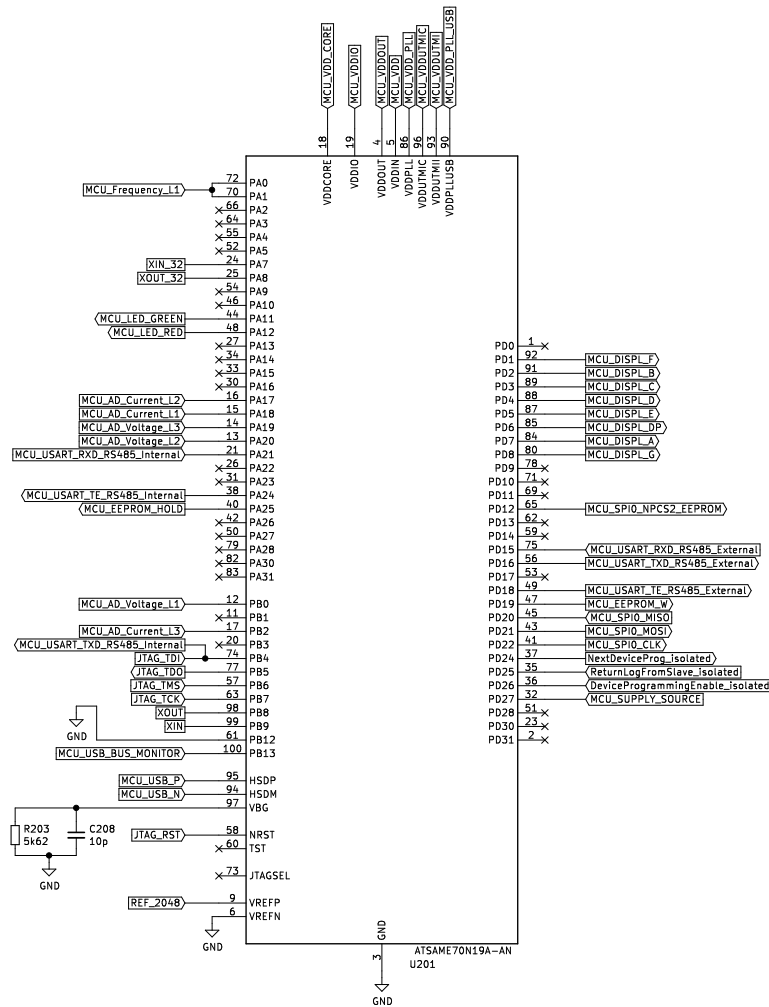 MCU_VDD_CORE
MCU_VDDIO
MCU_VDDOUT
MCU_VDD
MCU_VDD_PLL
MCU_VDDUTMIC
MCU_VDDUTMI
MCU_VDD_PLL_USB
18 19 4 5 86 96 93 90
VDDCORE VDDIO VDDOUT VDDIN VDDPLL VDDUTMIC VDDUTMII VDDPLLUSB
MCU_Frequency_L1 72 PA0
70 PA1
66 PA2
64 PA3
55 PA4
52 PA5
XIN_32 24 PA7
XOUT_32 25 PA8
54 PA9
46 PA10
MCU_LED_GREEN 44 PA11
MCU_LED_RED 48 PA12
27 PA13
34 PA14
33 PA15
30 PA16
MCU_AD_Current_L2 16 PA17
MCU_AD_Current_L1 15 PA18
MCU_AD_Voltage_L3 14 PA19
MCU_AD_Voltage_L2 13 PA20
MCU_USART_RXD_RS485_Internal 21 PA21
26 PA22
31 PA23
MCU_USART_TE_RS485_Internal 38 PA24
MCU_EEPROM_HOLD 40 PA25
42 PA26
50 PA27
79 PA28
82 PA30
83 PA31
MCU_AD_Voltage_L1 12 PB0
11 PB1
MCU_AD_Current_L3 17 PB2
MCU_USART_TXD_RS485_Internal 20 PB3
JTAG_TDI 74 PB4
JTAG_TDO 77 PB5
JTAG_TMS 57 PB6
JTAG_TCK 63 PB7
XOUT 98 PB8
XIN 99 PB9
GND 61 PB12
MCU_USB_BUS_MONITOR 100 PB13
MCU_USB_P 95 HSDP
MCU_USB_N 94 HSDM
97 VBG
R203
5k62
C208
10p
GND
JTAG_RST 58 NRST
60 TST
73 JTAGSEL
REF_2048 9 VREFP
6 VREFN
GND
PD0 1
PD1 92 MCU_DISPL_F
PD2 91 MCU_DISPL_B
PD3 89 MCU_DISPL_C
PD4 88 MCU_DISPL_D
PD5 87 MCU_DISPL_E
PD6 85 MCU_DISPL_DP
PD7 84 MCU_DISPL_A
PD8 80 MCU_DISPL_G
PD9 78
PD10 71
PD11 69
PD12 65 MCU_SPI0_NPCS2_EEPROM
PD13 62
PD14 59
PD15 75 MCU_USART_RXD_RS485_External
PD16 56 MCU_USART_TXD_RS485_External
PD17 53
PD18 49 MCU_USART_TE_RS485_External
PD19 47 MCU_EEPROM_W
PD20 45 MCU_SPI0_MISO
PD21 43 MCU_SPI0_MOSI
PD22 41 MCU_SPI0_CLK
PD24 37 NextDeviceProg_isolated
PD25 35 ReturnLogFromSlave_isolated
PD26 36 DeviceProgrammingEnable_isolated
PD27 32 MCU_SUPPLY_SOURCE
PD28 51
PD30 23
PD31 2
GND
3
ATSAME70N19A-AN
U201
GND